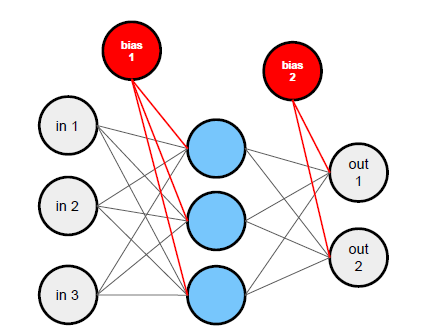 bias
1
bias
2
in 1
in 2
in 3
out
1
out
2